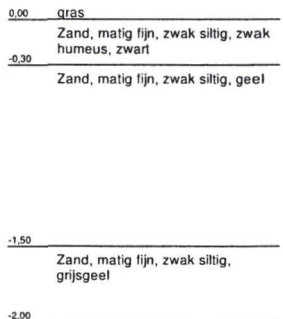 0,00 gras
Zand, matig fijn, zwak siltig, zwak
humeus, zwart
-0,30
Zand, matig fijn, zwak siltig, geel
-1,50
Zand, matig fijn, zwak siltig,
grijsgeel
-2,00